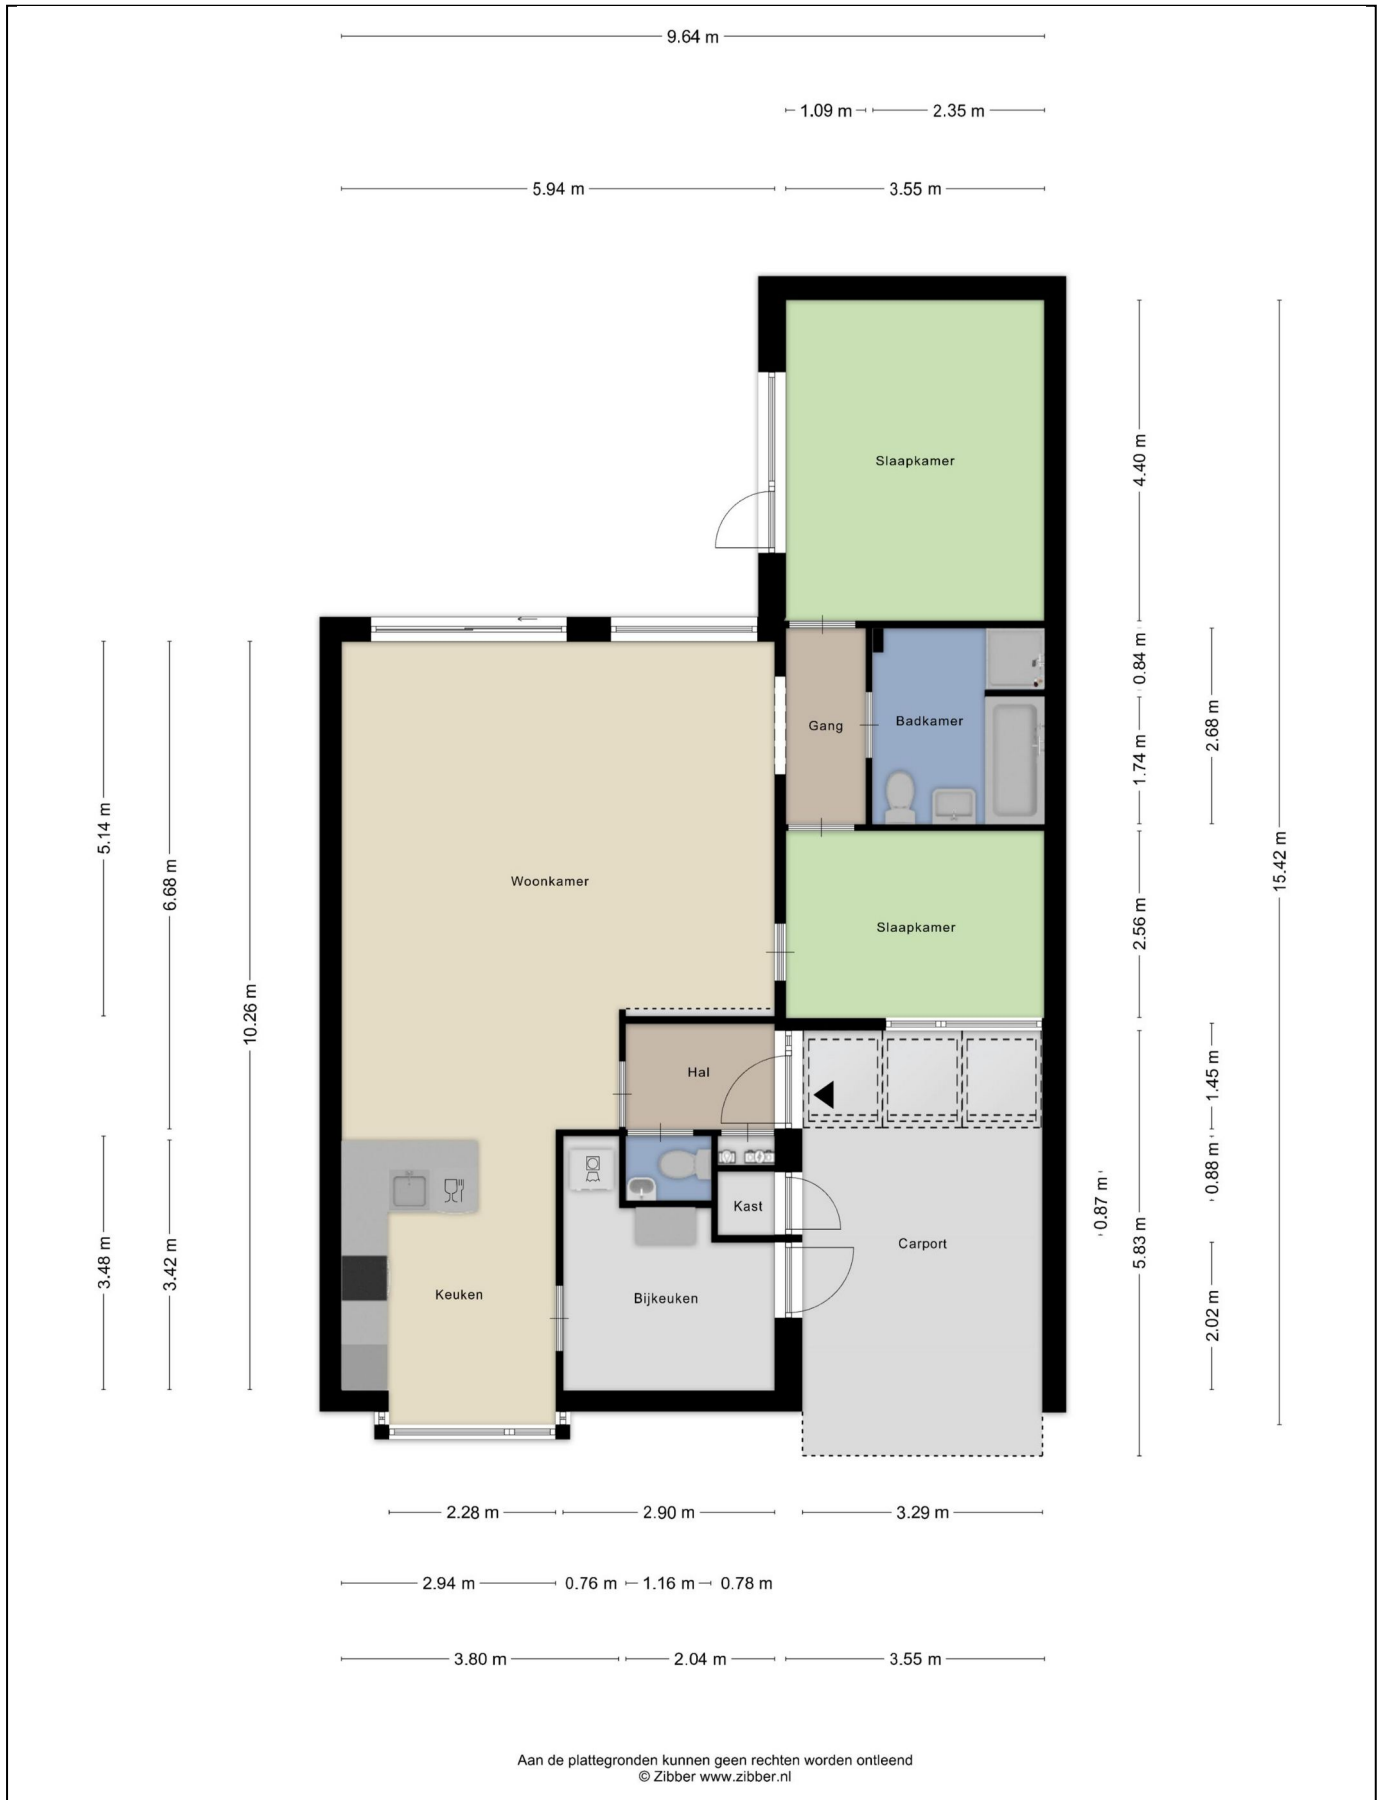 9.64 m
1.09 m
2.35 m
5.94 m
3.55 m
Slaapkamer
4.40 m
0.84 m
Gang
Badkamer
2.68 m
1.74 m
5.14 m
6.68 m
15.42 m
Woonkamer
Slaapkamer
2.56 m
10.26 m
Hal
1.45 m
0.88 m
Kast
0.87 m
Carport
5.83 m
3.48 m
3.42 m
Keuken
Bijkeuken
2.02 m
2.28 m
2.90 m
3.29 m
2.94 m
0.76 m
1.16 m
0.78 m
3.80 m
2.04 m
3.55 m
Aan de plattegronden kunnen geen rechten worden ontleend
© Zibber www.zibber.nl